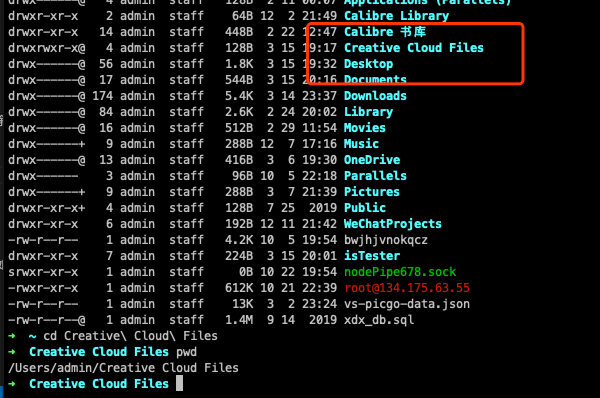 drwx------@ 4 admin staff 128B 2 11 00:07 Applications (Parallels)
drwxr-xr-x 2 admin staff 64B 12 2 21:49 Calibre Library
drwxr-xr-x 14 admin staff 448B 2 22 12:47 Calibre 书库
drwxrwxr-x@ 4 admin staff 128B 3 15 19:17 Creative Cloud Files
drwx------@ 56 admin staff 1.8K 3 15 19:32 Desktop
drwx------@ 17 admin staff 544B 3 15 20:16 Documents
drwx------@ 174 admin staff 5.4K 3 14 23:37 Downloads
drwx------@ 84 admin staff 2.6K 2 24 20:02 Library
drwx------@ 16 admin staff 512B 2 29 11:54 Movies
drwx------+ 9 admin staff 288B 12 7 17:16 Music
drwx------@ 13 admin staff 416B 3 6 19:30 OneDrive
drwx------ 3 admin staff 96B 10 5 22:18 Parallels
drwx------+ 9 admin staff 288B 3 7 21:39 Pictures
drwxr-xr-x+ 4 admin staff 128B 7 25 2019 Public
drwxr-xr-x 6 admin staff 192B 12 11 21:42 WeChatProjects
-rw-r--r-- 1 admin staff 4.2K 10 5 19:54 bwjhjvnokqcz
drwxr-xr-x 7 admin staff 224B 3 15 20:01 isTester
srwxr-xr-x 1 admin staff 0B 10 22 19:54 nodePipe678.sock
-rwxr-xr-x 1 admin staff 612K 10 21 22:39 root@134.175.63.55
-rw-r--r-- 1 admin staff 13K 3 2 23:24 vs-picgo-data.json
-rw-r--r--@ 1 admin staff 1.4M 9 14 2019 xdx_db.sql
➜ ~ cd Creative\ Cloud\ Files
➜ Creative Cloud Files pwd
/Users/admin/Creative Cloud Files
➜ Creative Cloud Files